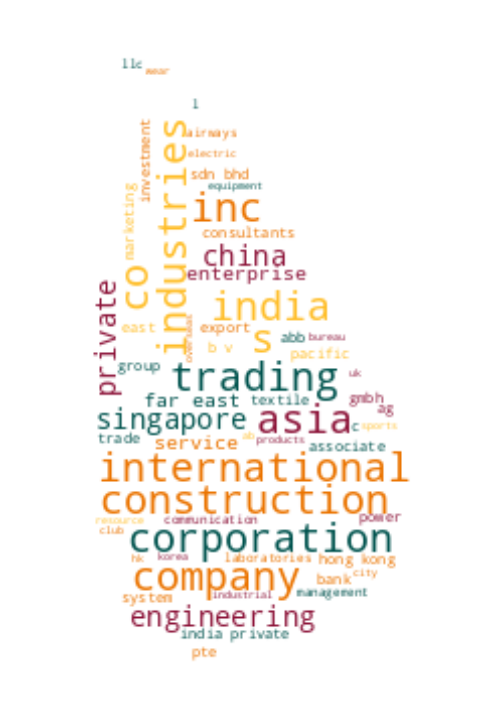 llc
wear
l
investment
industries
airways
electric
sdn bhd
equipment
marketing
co
inc
consultants
china
enterprise
private
india
east
overseas
export
s
abb
bureau
b v
pacific
group
trading
uk
far east
textile
gmbh
ag
singapore
asia
c
sports
trade
service
ab
products
associate
international
construction
resource
communication
power
club
corporation
hk
korea
laboratories
hong kong
company
bank
city
system
industrial
management
engineering
india private
pte